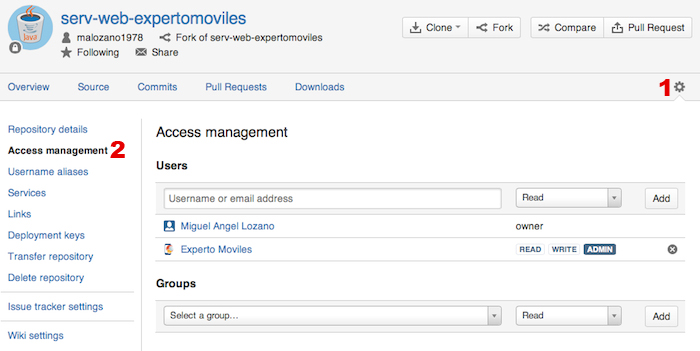 serv-web-expertomoviles
malozano1978 Fork of serv-web-expertomoviles
Following Share
Clone Fork Compare Pull Request
Java
Overview Source Commits Pull Requests Downloads
1
Repository details
Access management 2
Username aliases
Services
Links
Deployment keys
Transfer repository
Delete repository
Issue tracker settings
Wiki settings
Access management
Users
Username or email address Read Add
Miguel Angel Lozano owner
Experto Moviles READ WRITE ADMIN
Groups
Select a group... Read Add